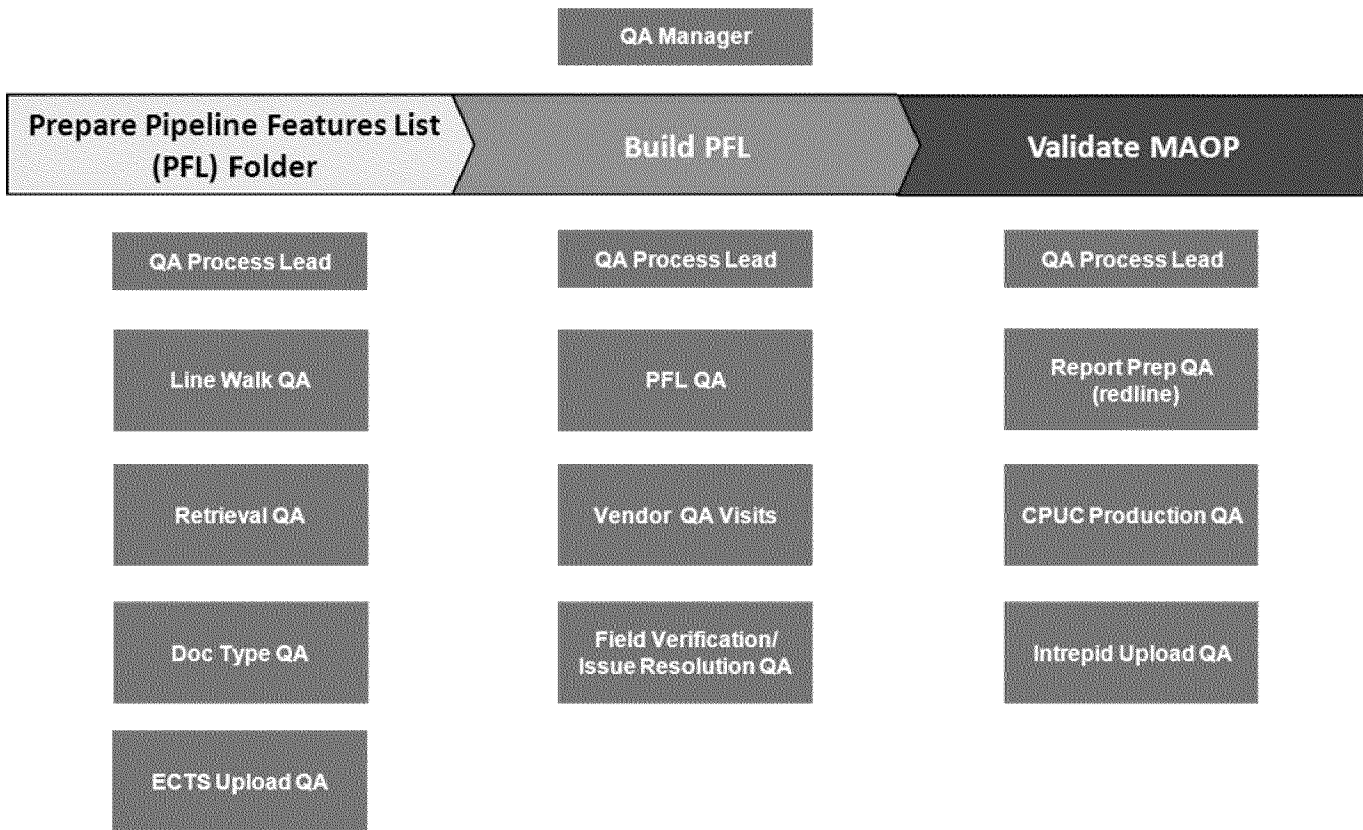 QA Manager
Prepare Pipeline Features List
(PFL) Folder
Build PFL
Validate MAOP
QA Process Lead
QA Process Lead
QA Process Lead
Line Walk QA
PFL QA
Report Prep QA
(redline)
Retrieval QA
Vendor QA Visits
CPUC Production QA
Doc Type QA
Field Verification/
Issue Resolution QA
Intrepid Upload QA
ECTS Upload QA